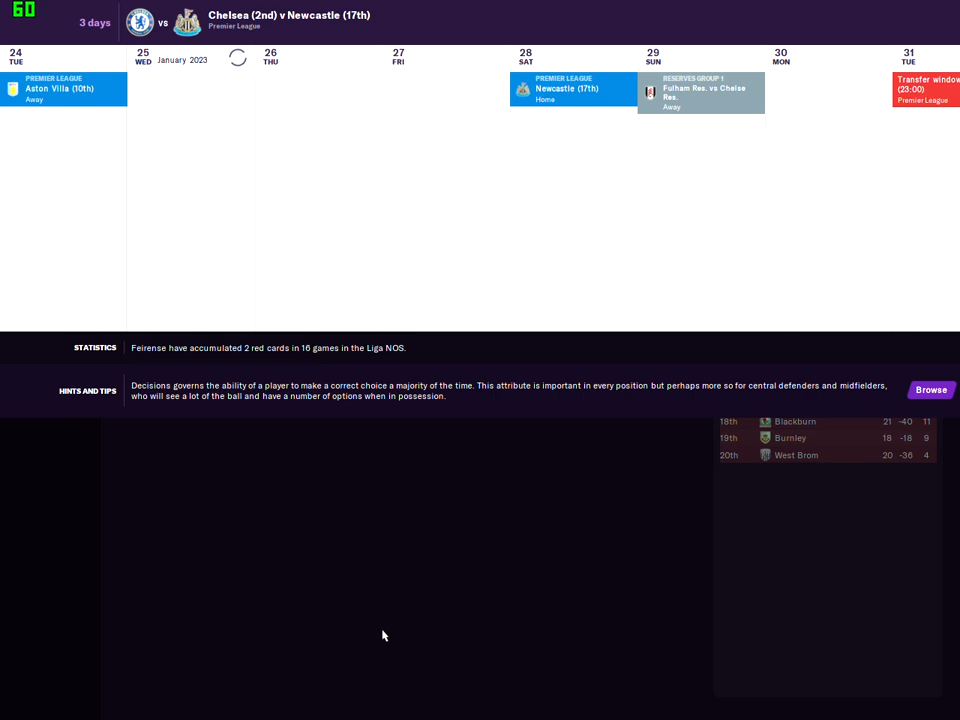 60
3 days
vs
Chelsea (2nd) v Newcastle (17th)
Premier League
24
TUE
25
WED
January 2023
26
THU
27
FRI
28
SAT
29
SUN
30
MON
31
TUE
PREMIER LEAGUE
Aston Villa (10th)
Away
PREMIER LEAGUE
Newcastle (17th)
Home
RESERVES GROUP 1
Fulham Res. vs Chelse
Res.
Away
Transfer window
(23:00)
Premier League
STATISTICS
Feirense have accumulated 2 red cards in 16 games in the Liga NOS.
HINTS AND TIPS
Decisions governs the ability of a player to make a correct choice a majority of the time. This attribute is important in every position but perhaps more so for central defenders and midfielders,
who will see a lot of the ball and have a number of options when in possession.
Browse
18th Blackburn 21 -40 11
19th Burnley 18 -18 9
20th West Brom 20 -36 4